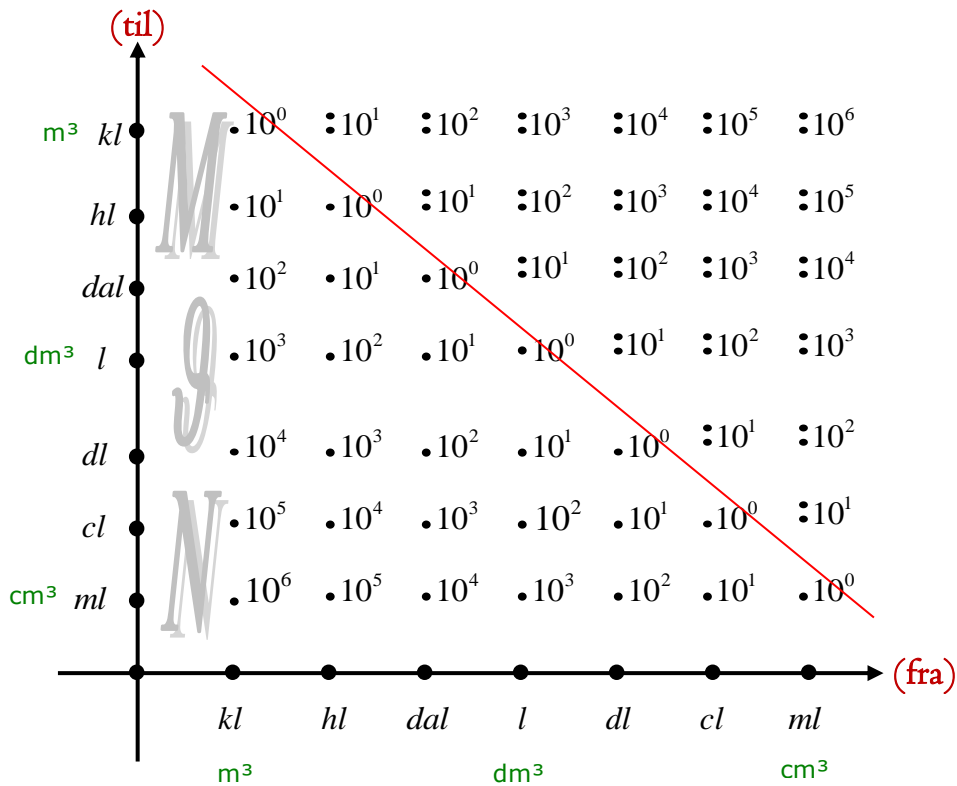 (til)
m³ kl ·10⁰ :10¹ :10² :10³ :10⁴ :10⁵ :10⁶
hl ·10¹ ·10⁰ :10¹ :10² :10³ :10⁴ :10⁵
dal ·10² ·10¹ ·10⁰ :10¹ :10² :10³ :10⁴
dm³ l ·10³ ·10² ·10¹ ·10⁰ :10¹ :10² :10³
dl ·10⁴ ·10³ ·10² ·10¹ ·10⁰ :10¹ :10²
cl ·10⁵ ·10⁴ ·10³ ·10² ·10¹ ·10⁰ :10¹
cm³ ml ·10⁶ ·10⁵ ·10⁴ ·10³ ·10² ·10¹ ·10⁰
M
9
N
(fra)
kl hl dal l dl cl ml
m³ dm³ cm³